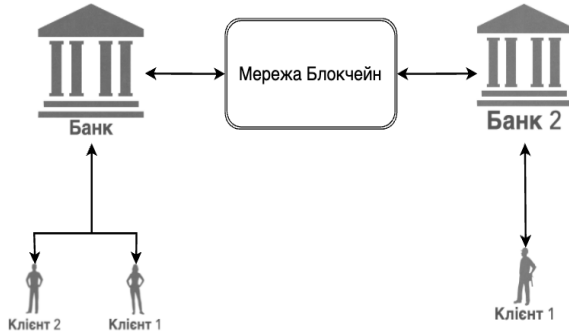 Мережа Блокчейн
Банк
Банк 2
Клієнт 2
Клієнт 1
Клієнт 1